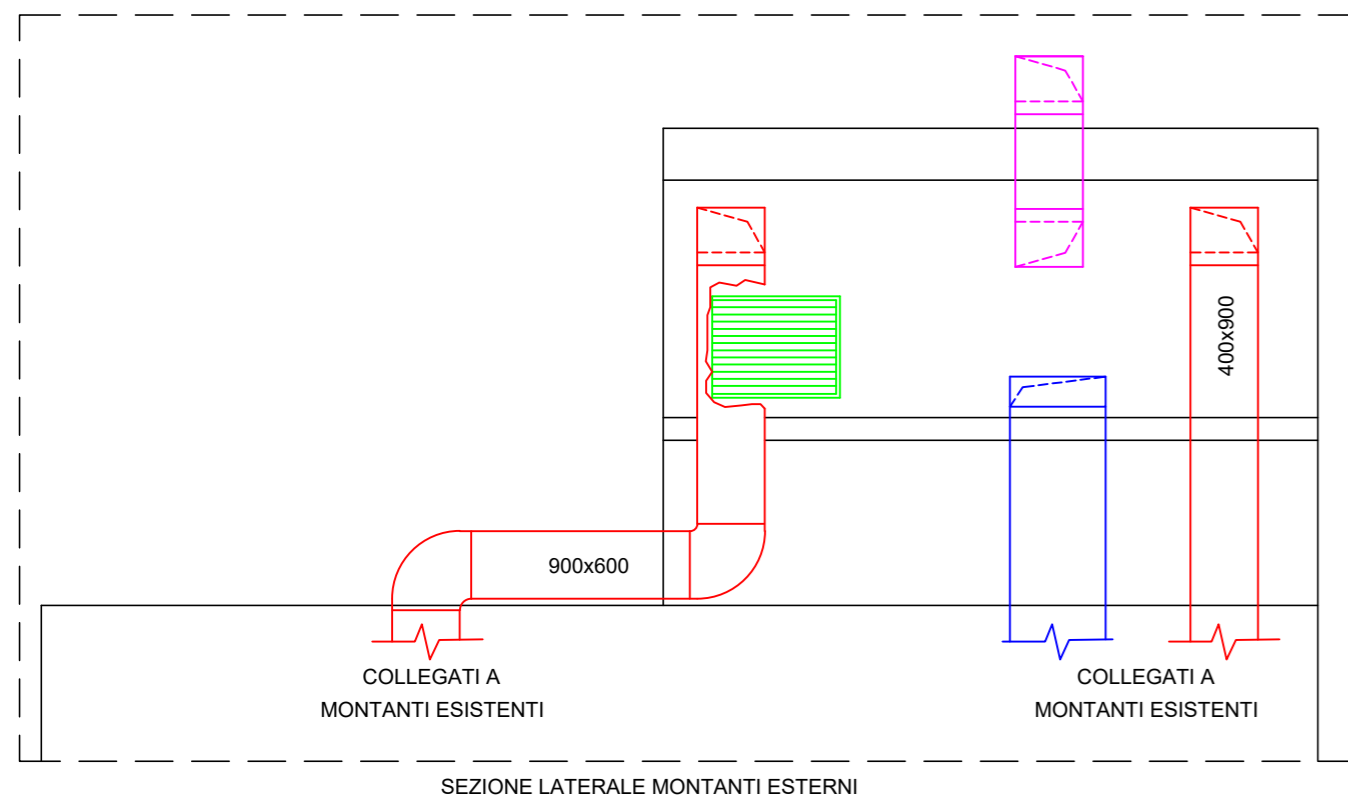 400x900
900x600
COLLEGATI A
MONTANTI ESISTENTI
COLLEGATI A
MONTANTI ESISTENTI
SEZIONE LATERALE MONTANTI ESTERNI